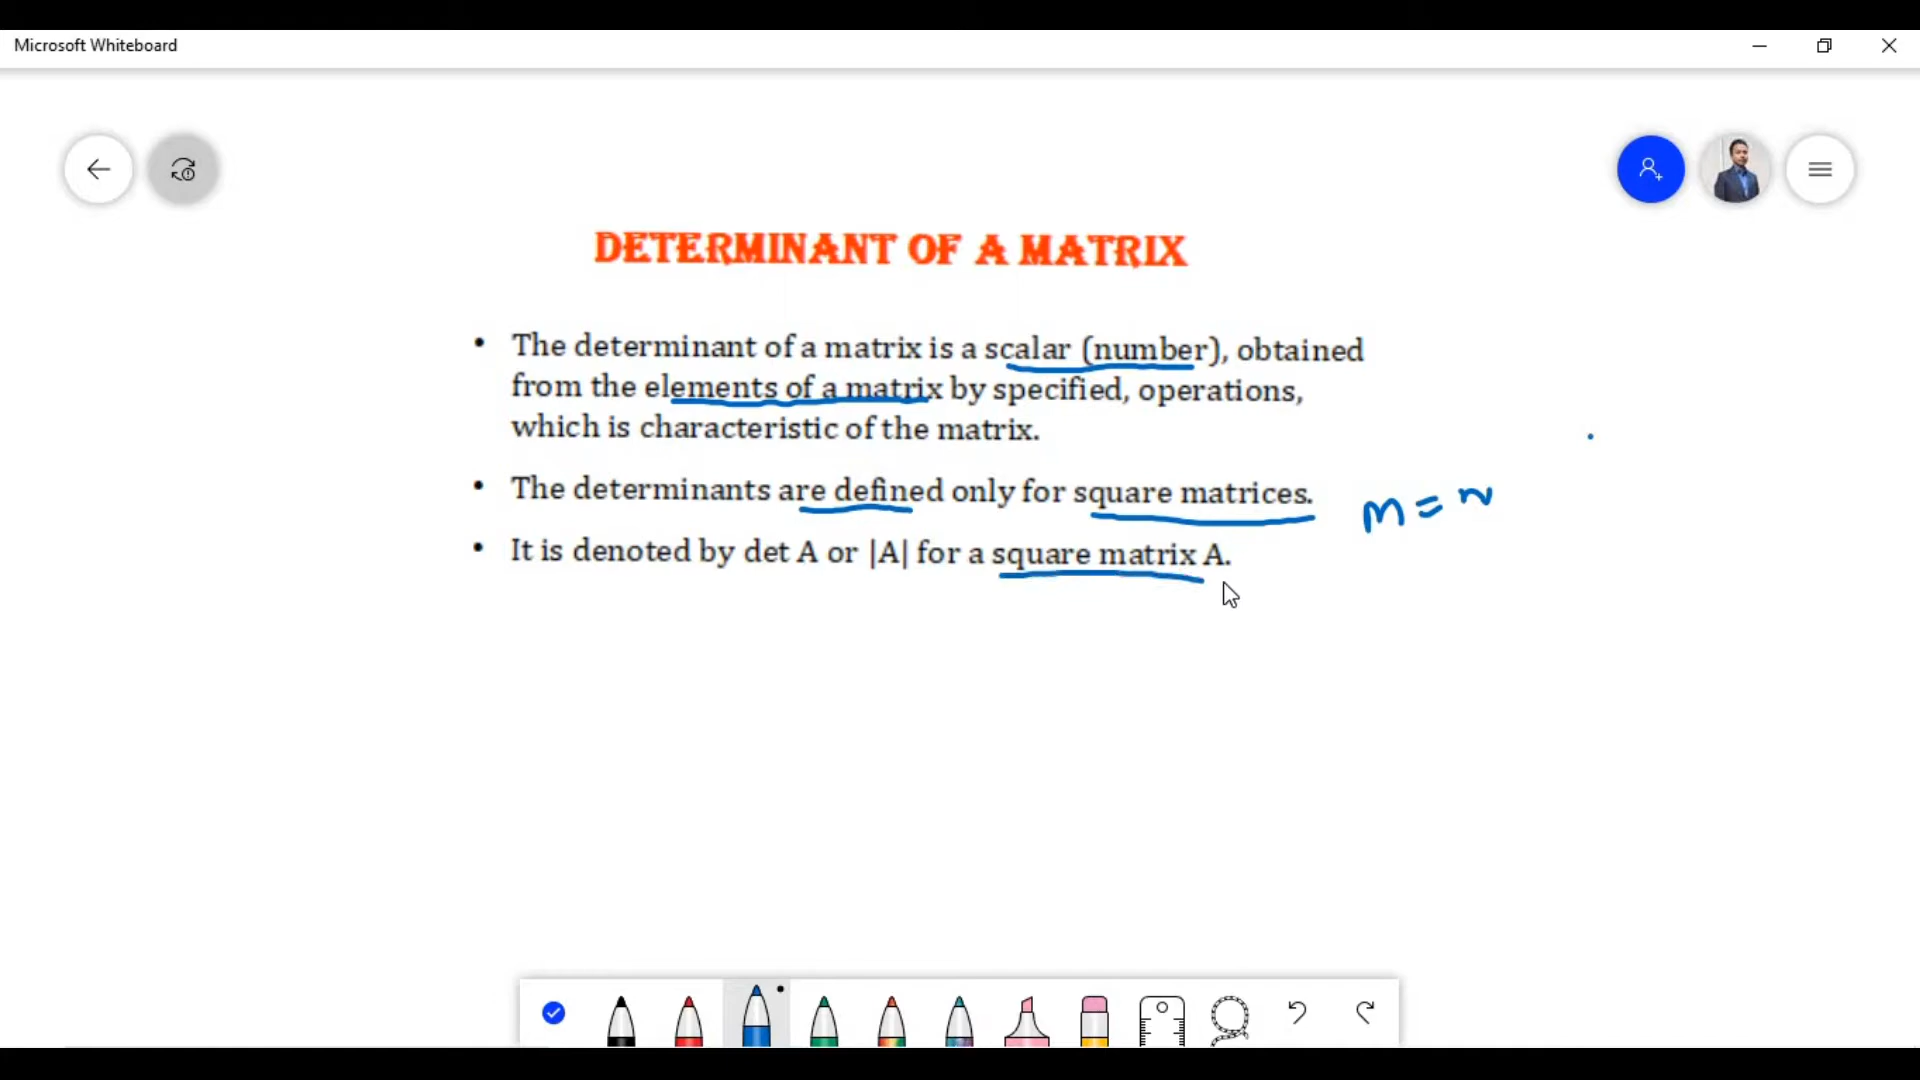 Microsoft Whiteboard
DETERMINANT OF A MATRIX
• The determinant of a matrix is a scalar (number), obtained
from the elements of a matrix by specified, operations,
which is characteristic of the matrix.
• The determinants are defined only for square matrices.
m = n
• It is denoted by det A or |A| for a square matrix A.